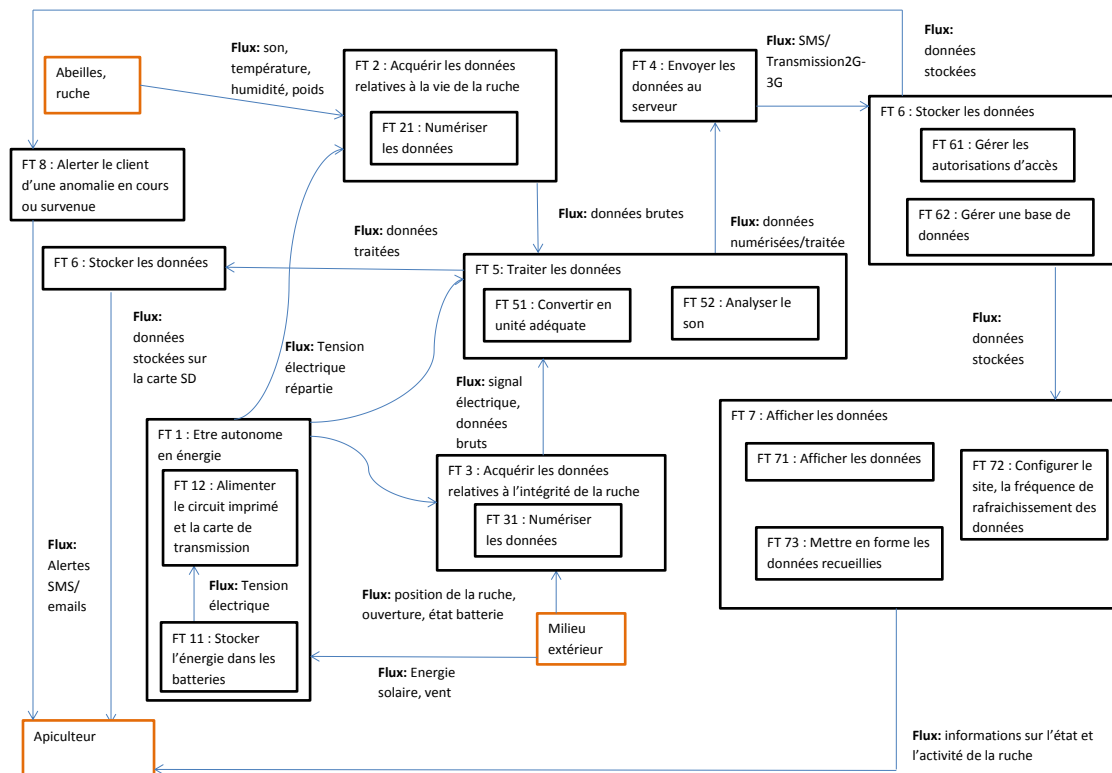 Flux: son,
température,
humidité, poids
Abeilles,
ruche
FT 2 : Acquérir les données
relatives à la vie de la ruche
FT 21 : Numériser
les données
FT 4 : Envoyer les
données au
serveur
Flux: SMS/
Transmission2G-
3G
Flux:
données
stockées
FT 6 : Stocker les données
FT 61 : Gérer les
autorisations d’accès
FT 62 : Gérer une base de
données
FT 8 : Alerter le client
d’une anomalie en cours
ou survenue
Flux: données brutes
Flux: données
numérisées/traitée
Flux: données
traitées
FT 6 : Stocker les données
FT 5: Traiter les données
FT 51 : Convertir en
unité adéquate
FT 52 : Analyser le
son
Flux:
données
stockées sur
la carte SD
Flux: Tension
électrique
répartie
Flux: signal
électrique,
données
bruts
Flux:
données
stockées
FT 1 : Etre autonome
en énergie
FT 12 : Alimenter
le circuit imprimé
et la carte de
transmission
Flux: Tension
électrique
FT 11 : Stocker
l’énergie dans les
batteries
FT 3 : Acquérir les données
relatives à l’intégrité de la ruche
FT 31 : Numériser
les données
FT 7 : Afficher les données
FT 71 : Afficher les données
FT 72 : Configurer le
site, la fréquence de
rafraichissement des
données
FT 73 : Mettre en forme les
données recueillies
Flux:
Alertes
SMS/
emails
Flux: position de la ruche,
ouverture, état batterie
Milieu
extérieur
Flux: Energie
solaire, vent
Apiculteur
Flux: informations sur l’état et
l’activité de la ruche